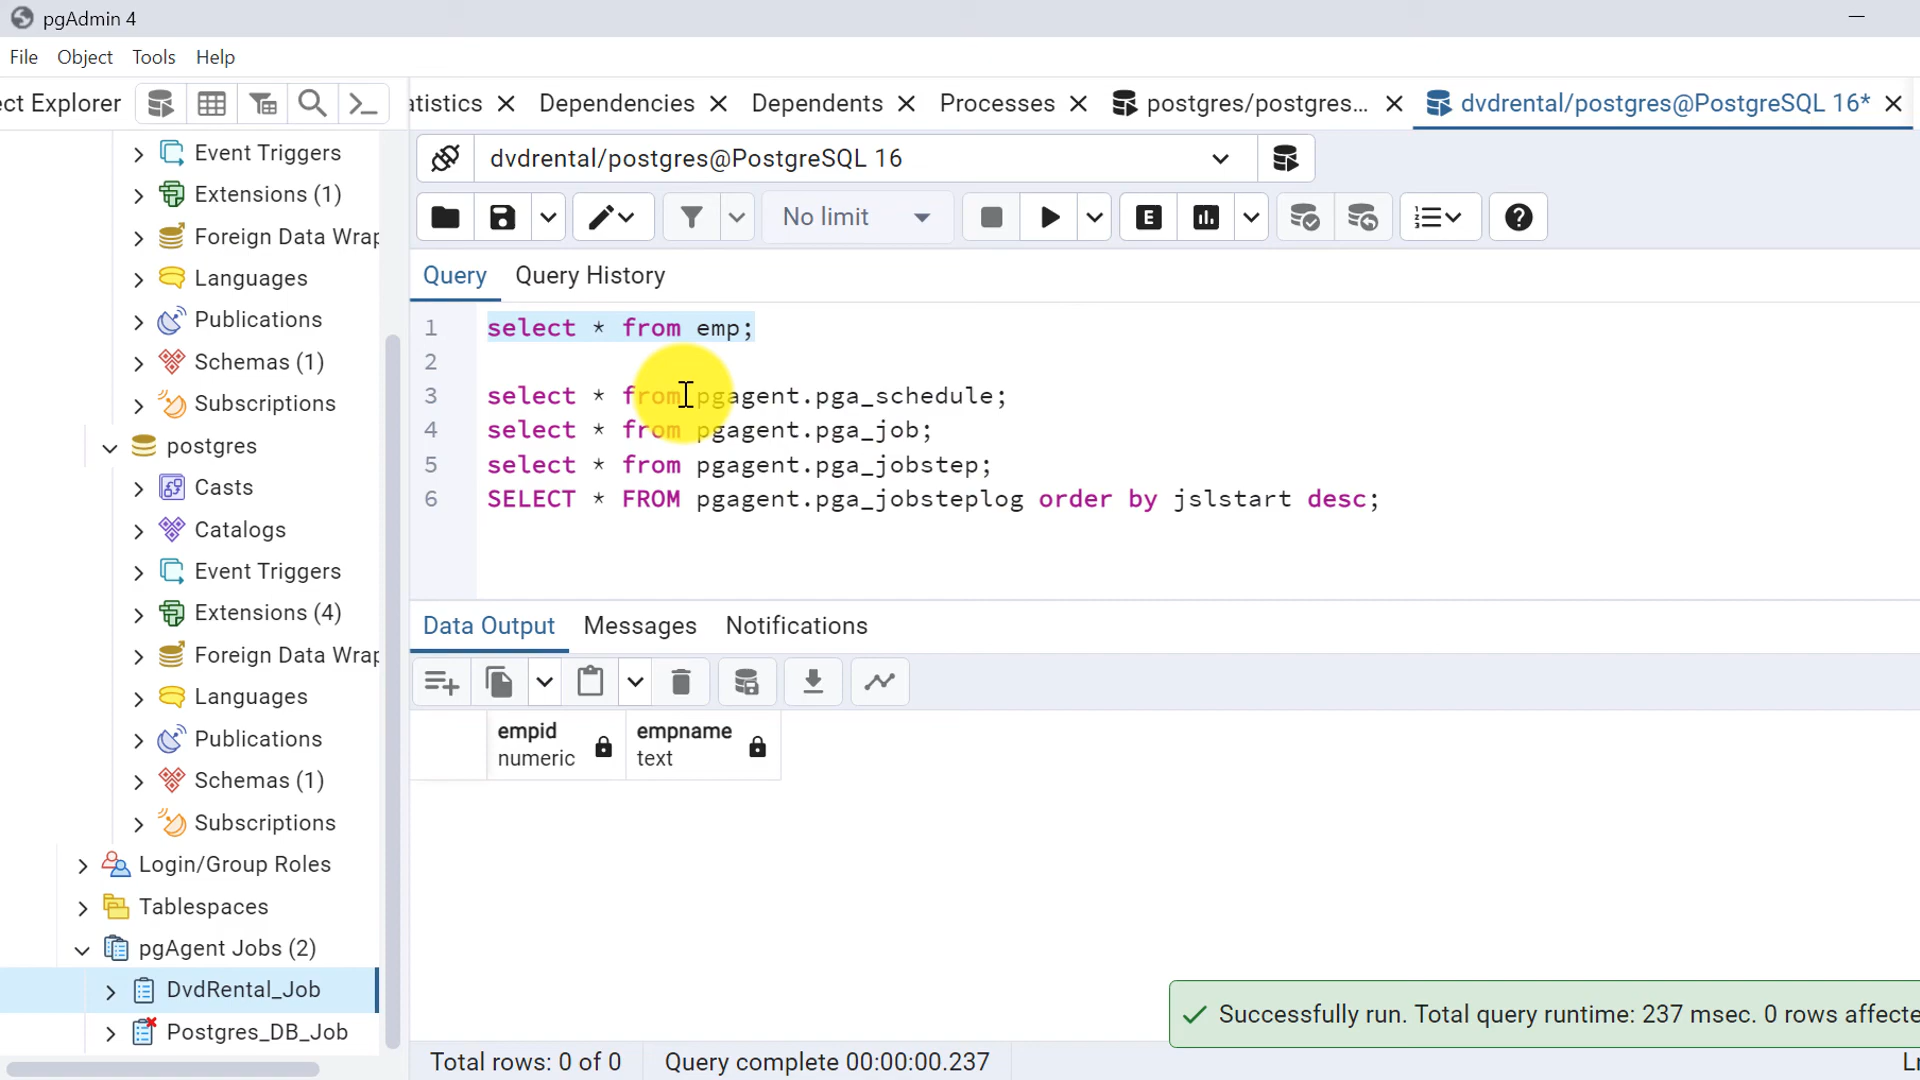 pgAdmin 4
File Object Tools Help
ect Explorer
atistics Dependencies Dependents Processes postgres/postgres... dvdrental/postgres@PostgreSQL 16*
dvdrental/postgres@PostgreSQL 16
No limit
E
Query Query History
1 select * from emp;
2
3 select * from pgagent.pga_schedule;
4 select * from pgagent.pga_job;
5 select * from pgagent.pga_jobstep;
6 SELECT * FROM pgagent.pga_jobsteplog order by jslstart desc;
Event Triggers
Extensions (1)
Foreign Data Wrap
Languages
Publications
Schemas (1)
Subscriptions
postgres
Casts
Catalogs
Event Triggers
Extensions (4)
Foreign Data Wrap
Languages
Publications
Schemas (1)
Subscriptions
Login/Group Roles
Tablespaces
pgAgent Jobs (2)
DvdRental_Job
Postgres_DB_Job
Data Output Messages Notifications
empid empname
numeric text
Successfully run. Total query runtime: 237 msec. 0 rows affecte
Total rows: 0 of 0 Query complete 00:00:00.237 Ln